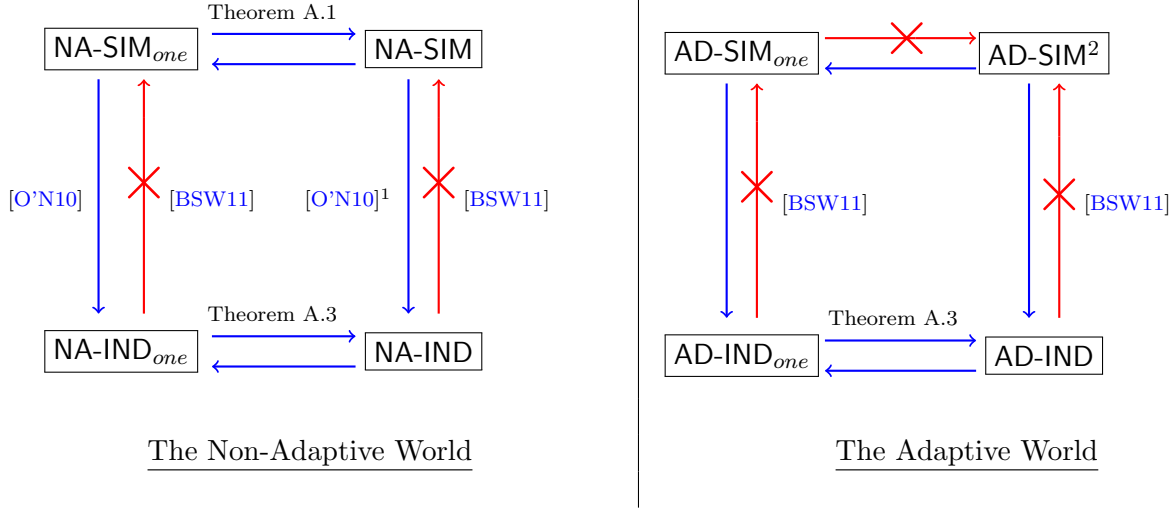 Theorem A.1
NA-SIM_one
NA-SIM
[O'N10]
[BSW11]
[O'N10]^1
[BSW11]
Theorem A.3
NA-IND_one
NA-IND
The Non-Adaptive World
AD-SIM_one
AD-SIM^2
[BSW11]
[BSW11]
Theorem A.3
AD-IND_one
AD-IND
The Adaptive World